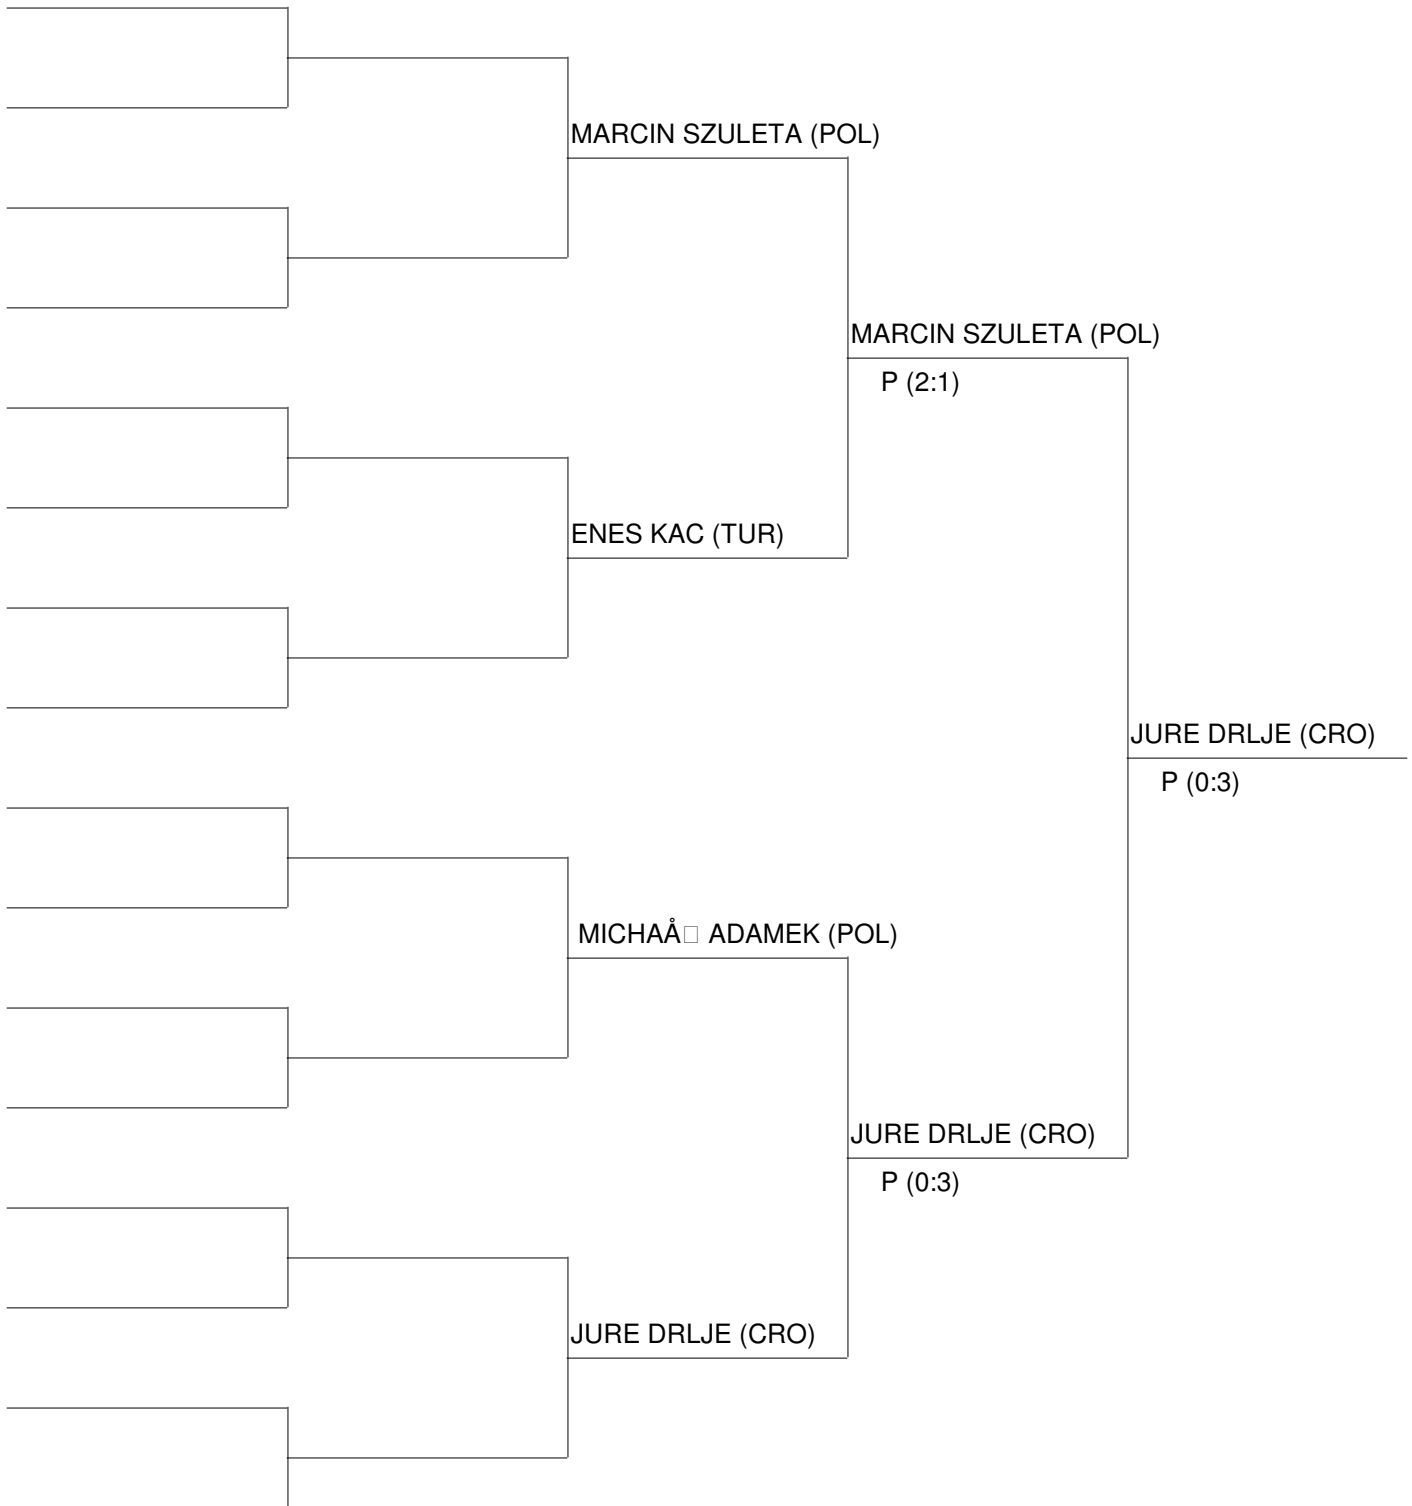 MARCIN SZULETA (POL)
MARCIN SZULETA (POL)
P (2:1)
ENES KAC (TUR)
JURE DRLJE (CRO)
P (0:3)
MICHAÅ□ ADAMEK (POL)
JURE DRLJE (CRO)
P (0:3)
JURE DRLJE (CRO)